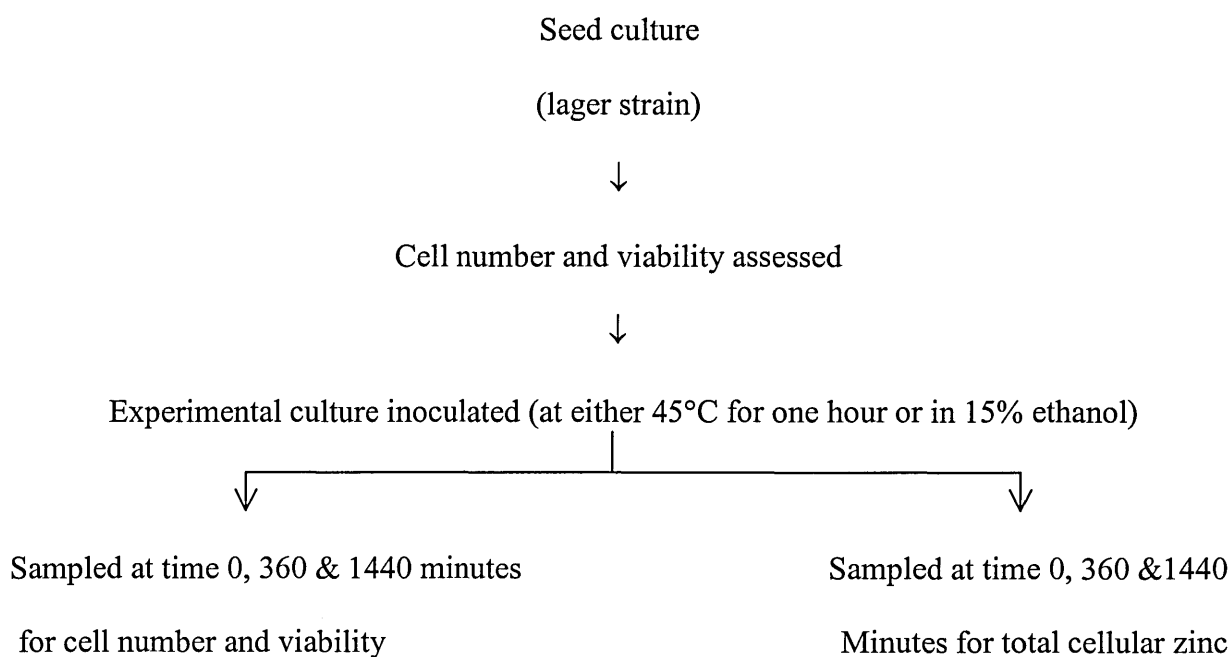 Seed culture
(lager strain)
↓
Cell number and viability assessed
↓
Experimental culture inoculated (at either 45°C for one hour or in 15% ethanol)
Sampled at time 0, 360 & 1440 minutes
for cell number and viability
Sampled at time 0, 360 &1440
Minutes for total cellular zinc